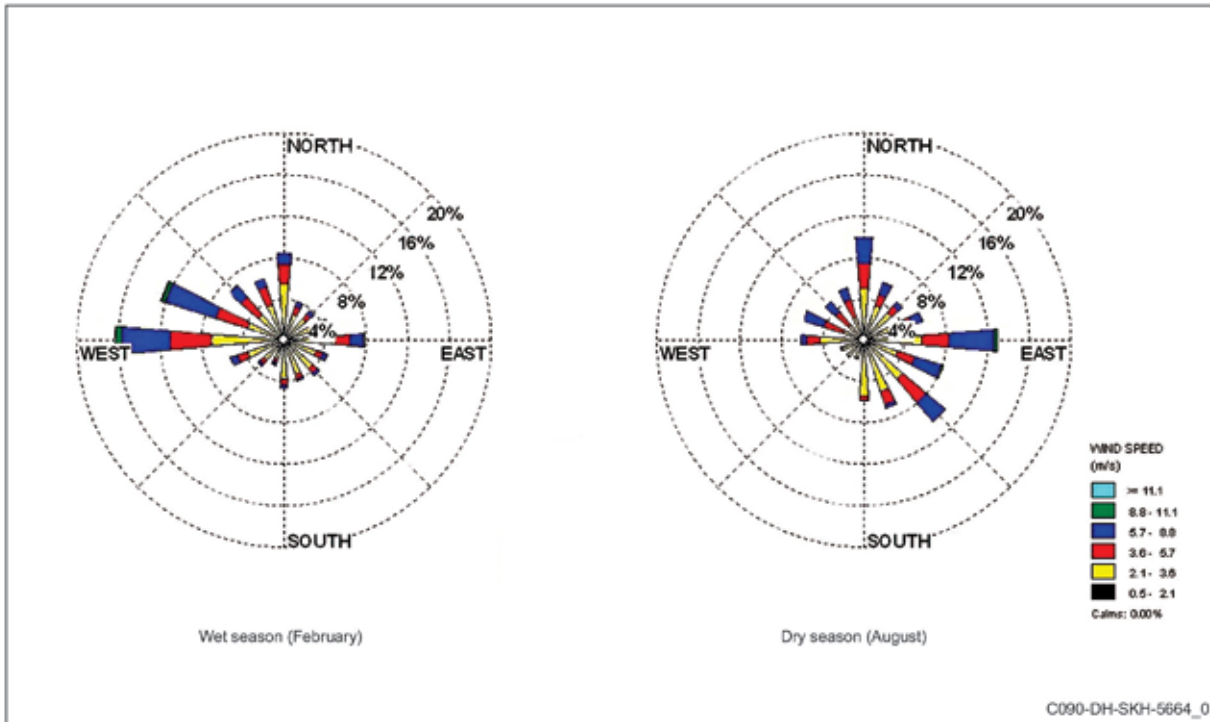 NORTH
20%
16%
12%
8%
4%
WEST
EAST
SOUTH
Wet season (February)
NORTH
20%
16%
12%
8%
4%
WEST
EAST
SOUTH
Dry season (August)
WIND SPEED
(m/s)
>= 11.1
8.8 - 11.1
5.7 - 8.8
3.6 - 5.7
2.1 - 3.6
0.5 - 2.1
Calms: 0.00%
C090-DH-SKH-5664_0